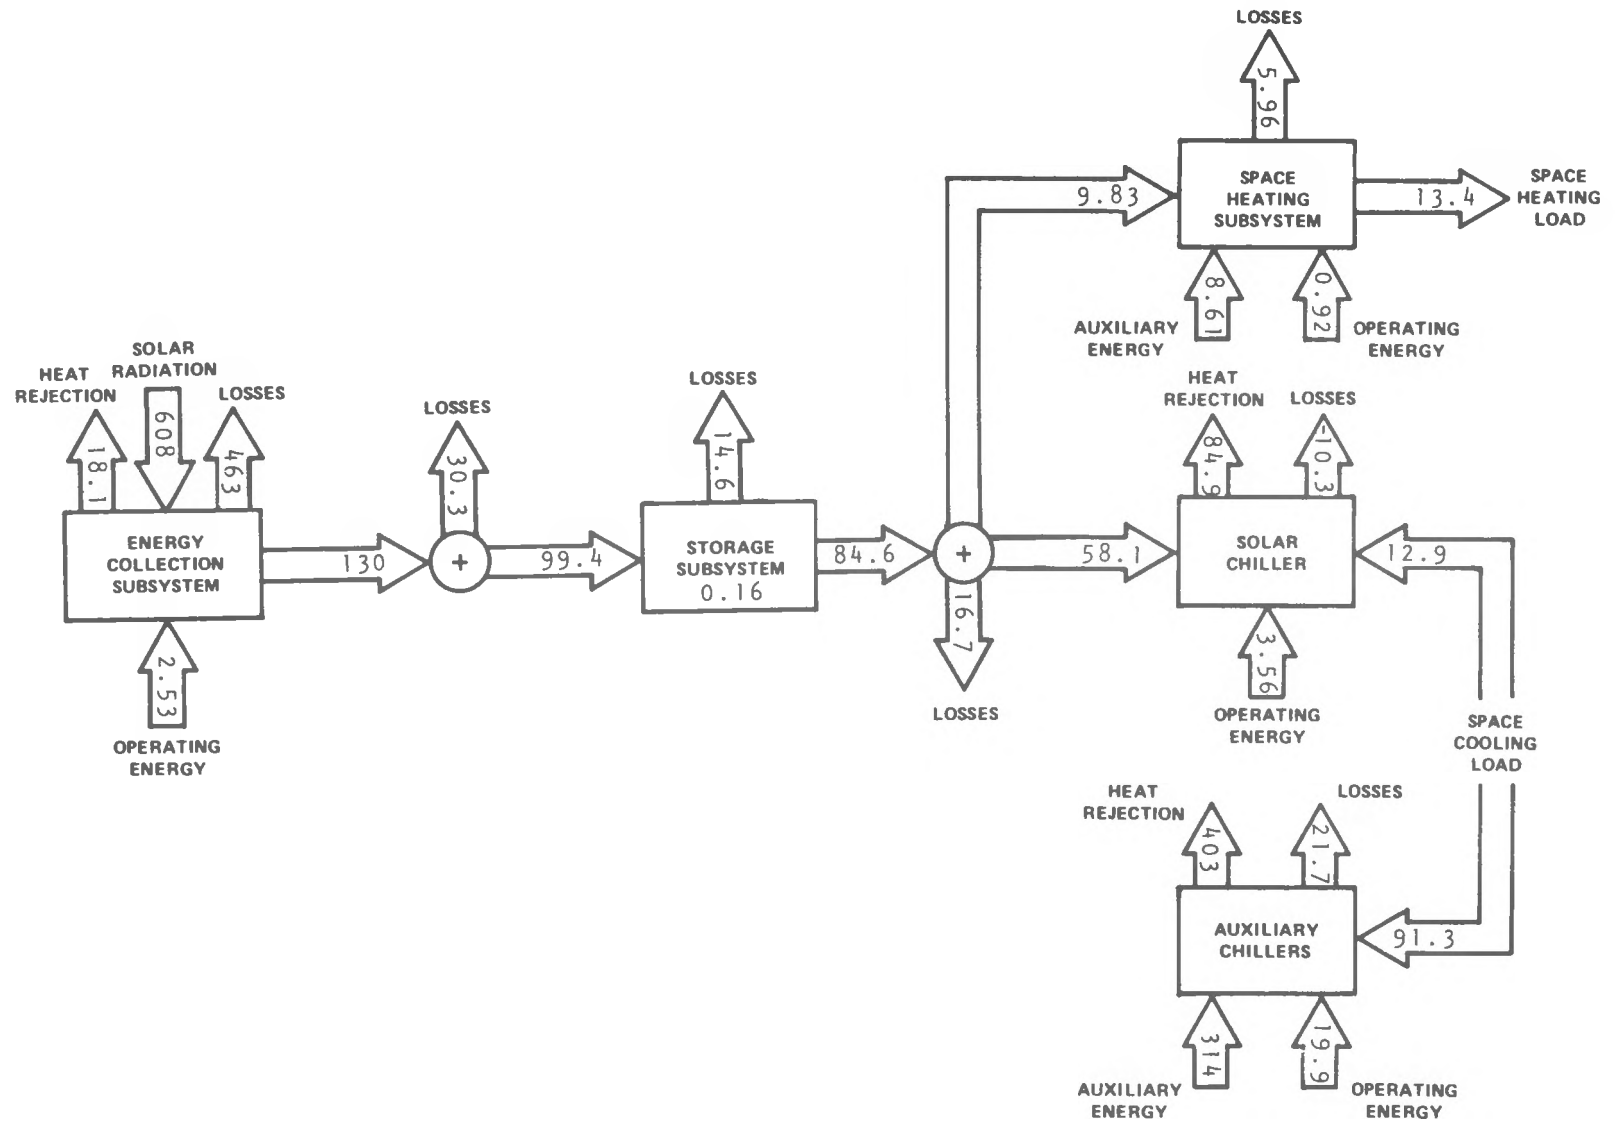 LOSSES
5.96
SPACE
HEATING
SUBSYSTEM
9.83
13.4
SPACE
HEATING
LOAD
8.61
0.92
AUXILIARY
ENERGY
OPERATING
ENERGY
SOLAR
RADIATION
HEAT
REJECTION
LOSSES
18.1
608
463
ENERGY
COLLECTION
SUBSYSTEM
2.53
OPERATING
ENERGY
130
LOSSES
30.3
+
99.4
LOSSES
14.6
STORAGE
SUBSYSTEM
0.16
84.6
+
16.7
LOSSES
58.1
HEAT
REJECTION
LOSSES
84.9
-10.3
SOLAR
CHILLER
12.9
3.56
OPERATING
ENERGY
SPACE
COOLING
LOAD
HEAT
REJECTION
LOSSES
403
21.7
AUXILIARY
CHILLERS
91.3
314
19.9
AUXILIARY
ENERGY
OPERATING
ENERGY